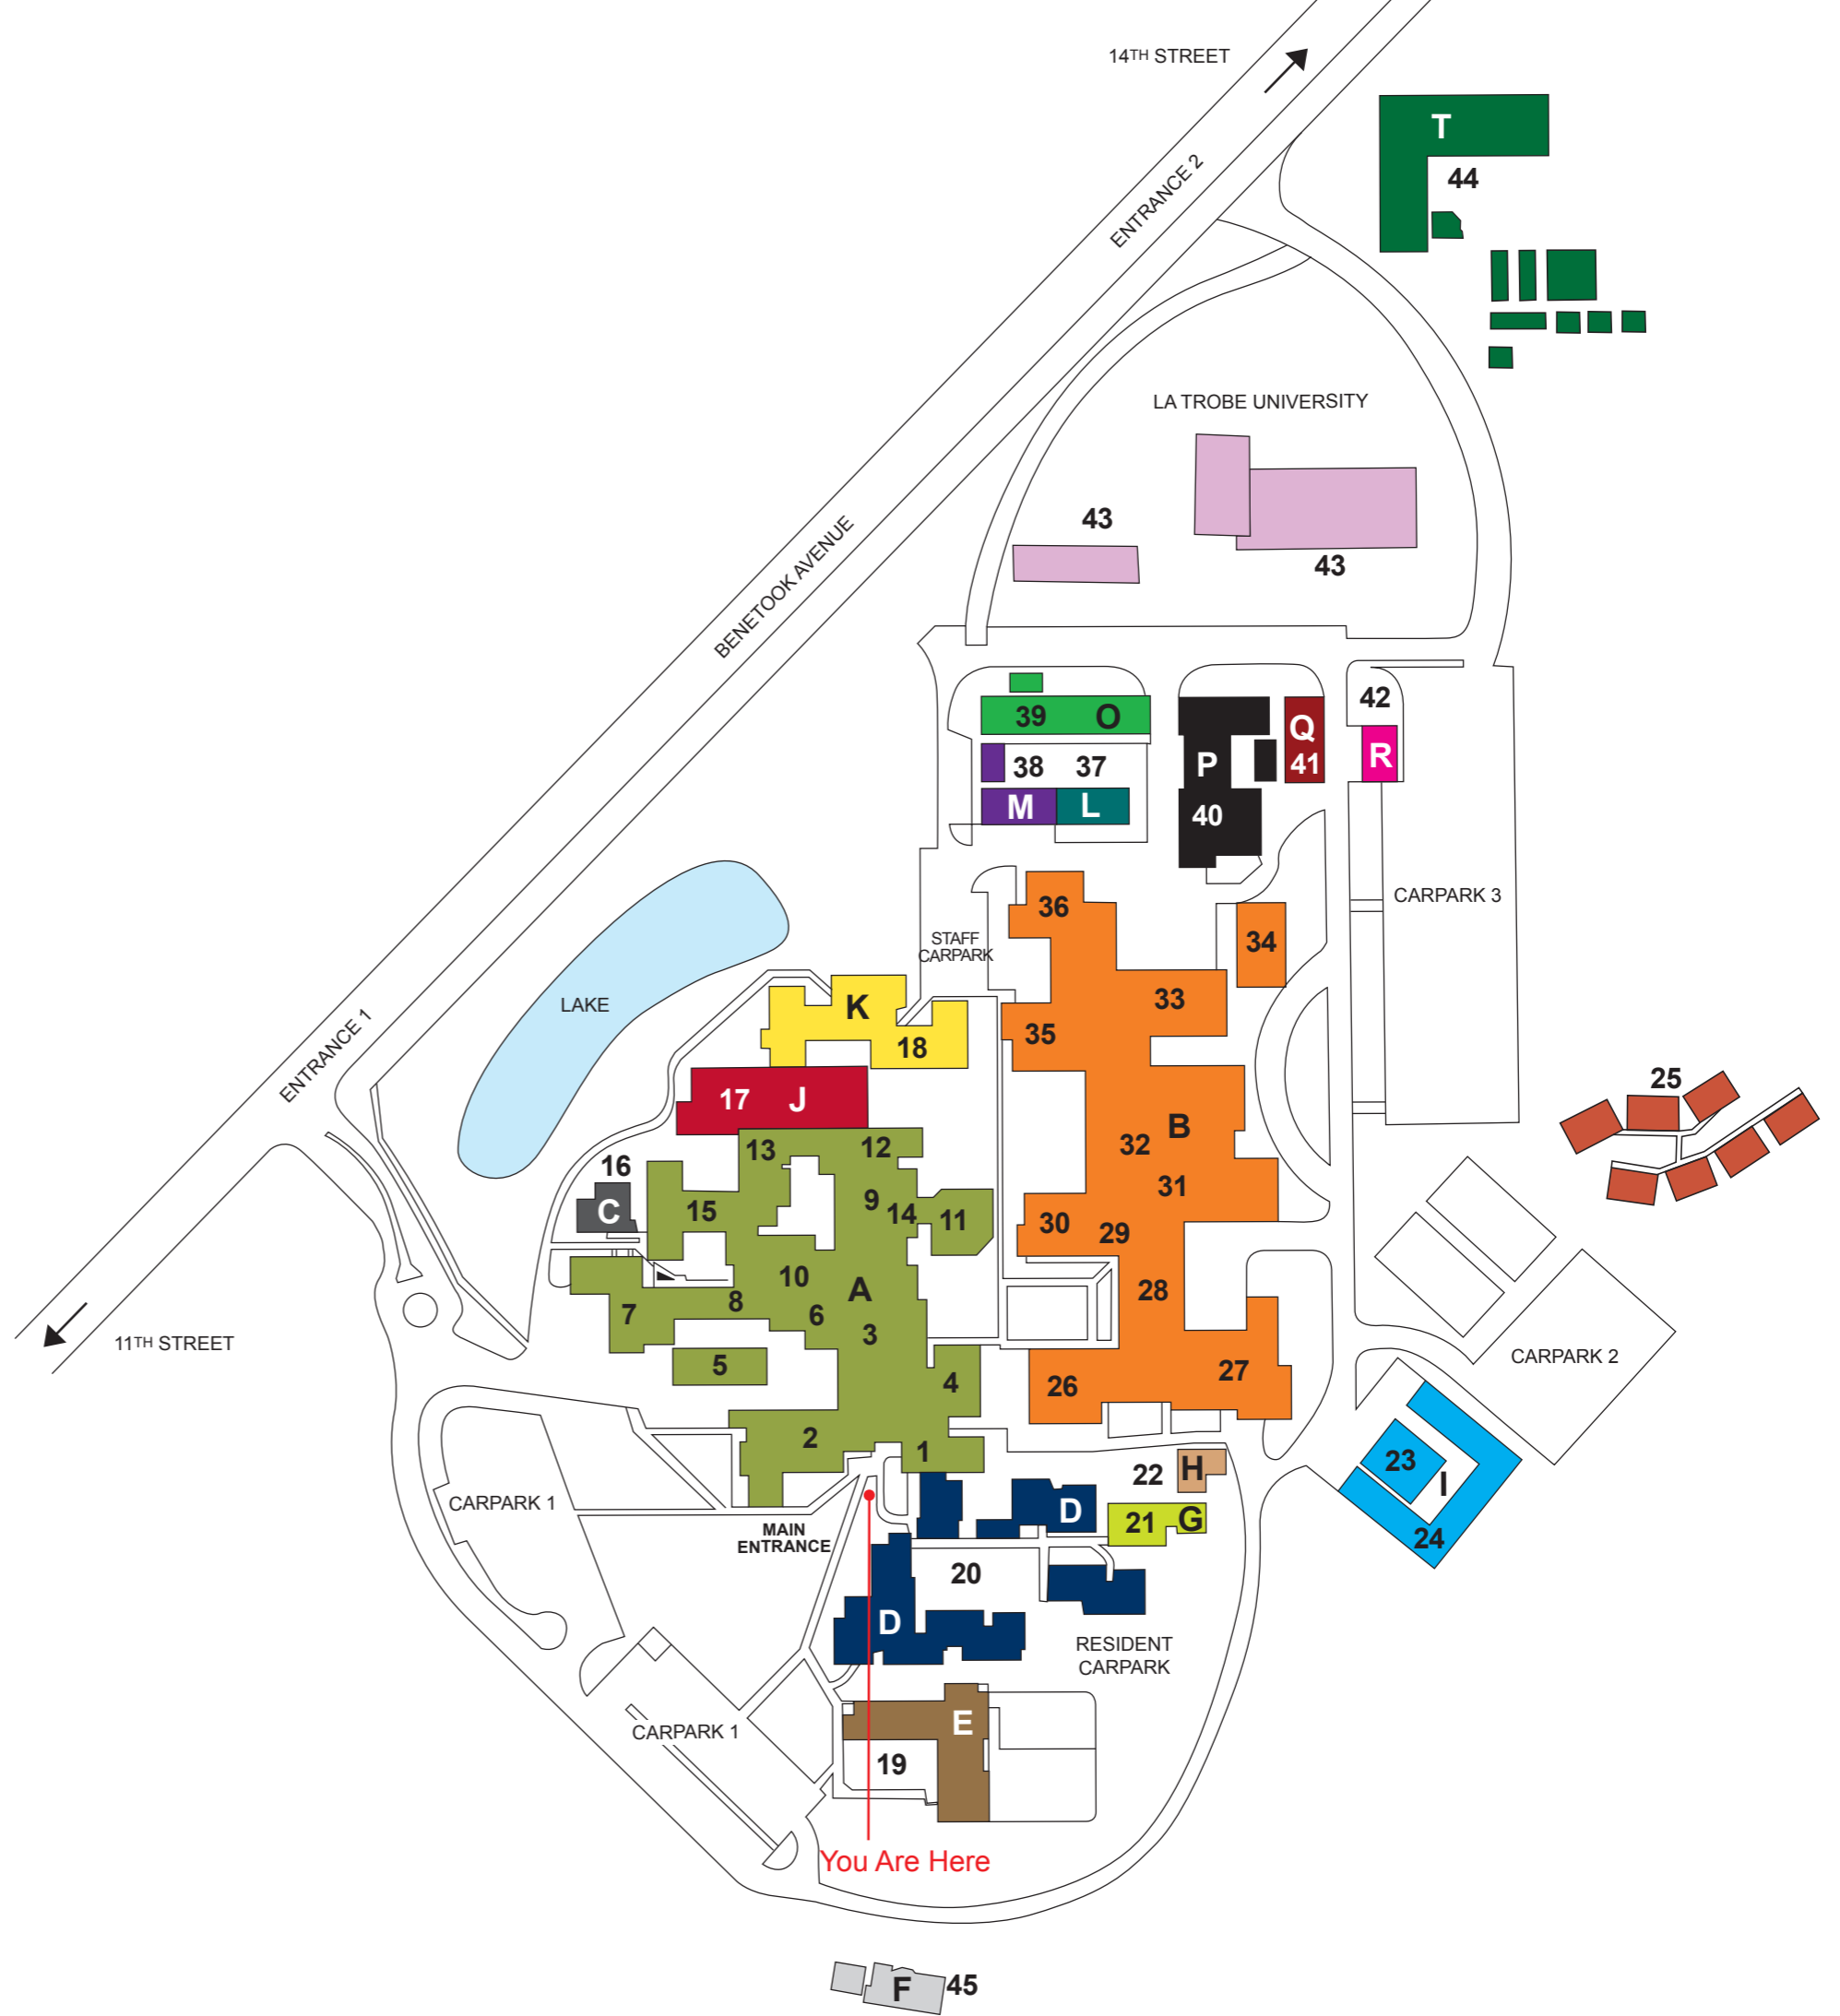 14TH STREET
T
44
ENTRANCE 2
LA TROBE UNIVERSITY
43
43
BENETOOK AVENUE
42
39 O
Q
P
R
38 37
41
M L
40
CARPARK 3
36
34
STAFF
CARPARK
33
LAKE
K
35
18
ENTRANCE 1
25
17 J
B
32
13
12
16
31
9
C
15
14
11
30
29
10
A
28
8
7
6
3
11TH STREET
5
CARPARK 2
4
26
27
2
1
23
H
22
I
CARPARK 1
D
21 G
MAIN
ENTRANCE
24
20
D
RESIDENT
CARPARK
E
CARPARK 1
19
You Are Here
F 45